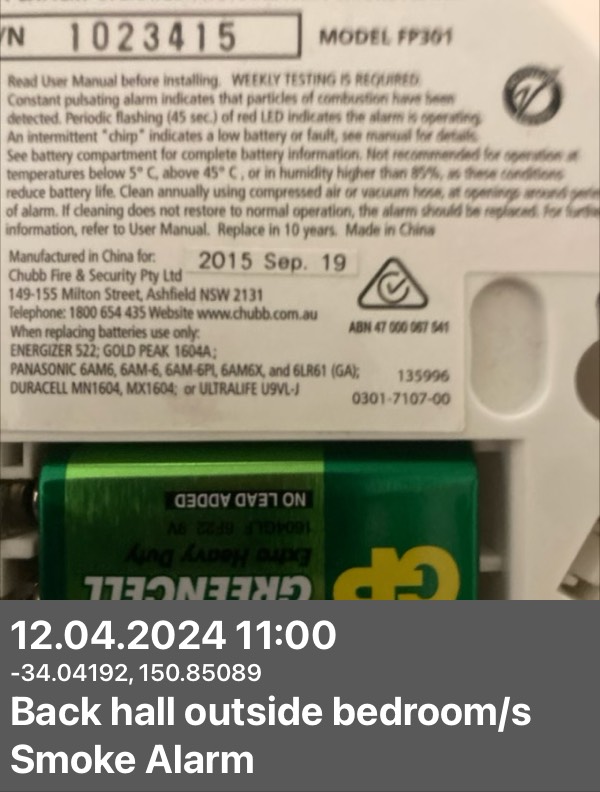 /N 1023415 MODEL FP301
Read User Manual before installing. WEEKLY TESTING IS REQUIRED.
Constant pulsating alarm indicates that particles of combustion have been
detected. Periodic flashing (45 sec.) of red LED indicates the alarm is operating.
An intermittent "chirp" indicates a low battery or fault, see manual for details.
See battery compartment for complete battery information. Not recommended for operation at
temperatures below 5° C, above 45° C, or in humidity higher than 85%, as these conditions
reduce battery life. Clean annually using compressed air or vacuum hose, at openings around
of alarm. If cleaning does not restore to normal operation, the alarm should be replaced. For
information, refer to User Manual. Replace in 10 years. Made in China
Manufactured in China for: 2015 Sep. 19
Chubb Fire & Security Pty Ltd
149-155 Milton Street, Ashfield NSW 2131
Telephone: 1800 654 435 Website www.chubb.com.au
When replacing batteries use only: ABN 47 000 067 541
ENERGIZER 522; GOLD PEAK 1604A;
PANASONIC 6AM6, 6AM-6, 6AM-6PI, 6AM6X, and 6LR61 (GA); 135996
DURACELL MN1604, MX1604; or ULTRALIFE U9VL-J 0301-7107-00
NO LEAD ADDED
1604GLF 6F22 9V
Extra Heavy Duty
GREENCELL
GP
12.04.2024 11:00
-34.04192, 150.85089
Back hall outside bedroom/s
Smoke Alarm